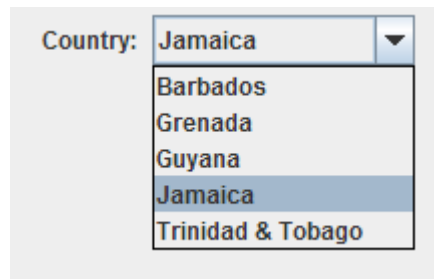 Country: Jamaica
Barbados
Grenada
Guyana
Jamaica
Trinidad & Tobago